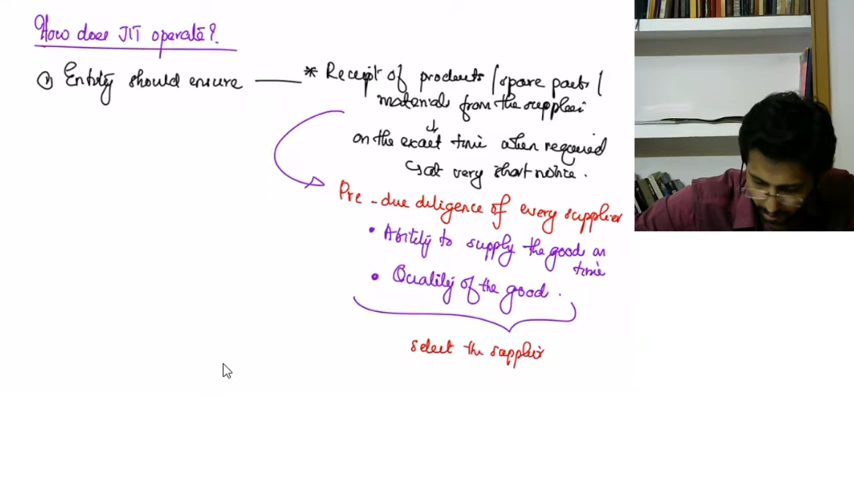 How does JIT operate?
① Entity should ensure — * Receipt of products / spare parts /
materials from the supplier
↓
on the exact time when required
↳ at very short notice.
Pre-due diligence of every supplier
• Ability to supply the good on
time
• Quality of the good.
select the supplier